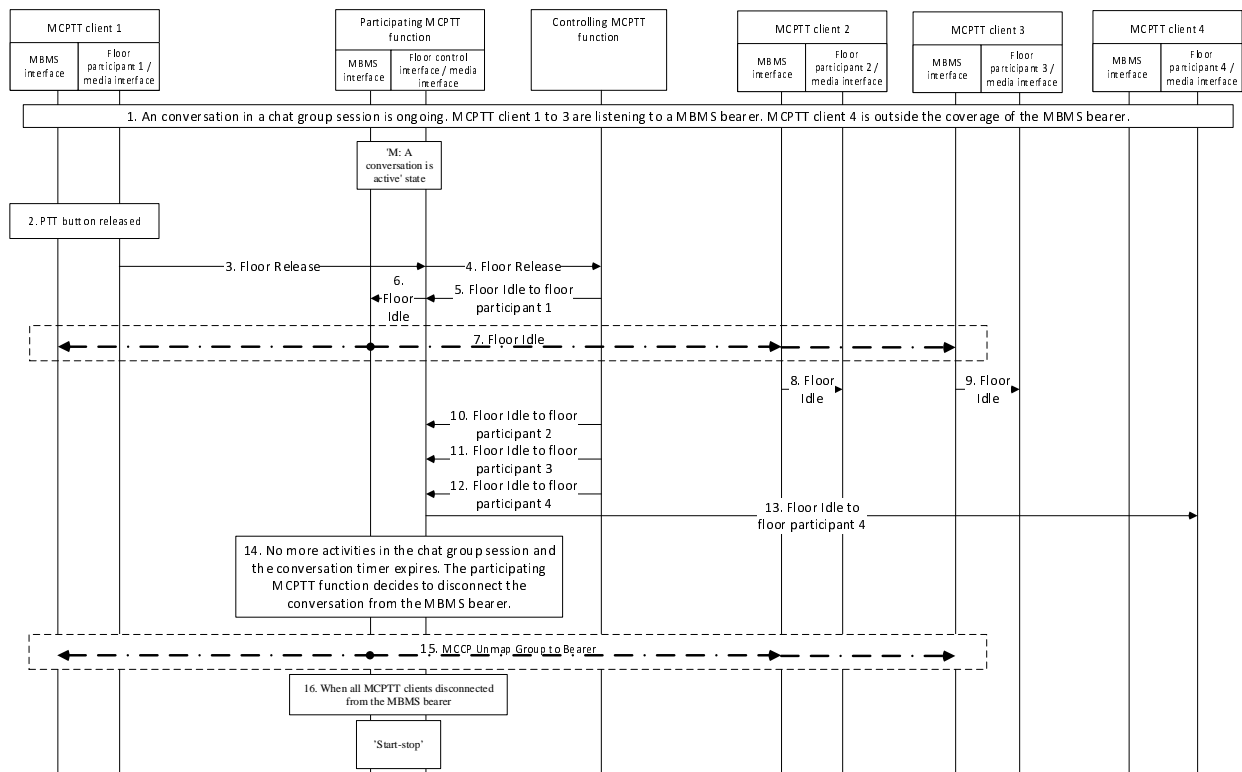 MCPTT client 1
MBMS
interface
Floor
participant 1 /
media interface
Participating MCPTT
function
MBMS
interface
Floor control
interface / media
interface
Controlling MCPTT
function
MCPTT client 2
MBMS
interface
Floor
participant 2 /
media interface
MCPTT client 3
MBMS
interface
Floor
participant 3 /
media interface
MCPTT client 4
MBMS
interface
Floor
participant 4 /
media interface
1. An conversation in a chat group session is ongoing. MCPTT client 1 to 3 are listening to a MBMS bearer. MCPTT client 4 is outside the coverage of the MBMS bearer.
'M: A
conversation is
active' state
2. PTT button released
3. Floor Release
4. Floor Release
6.
Floor
Idle
5. Floor Idle to floor
participant 1
7. Floor Idle
8. Floor
Idle
9. Floor
Idle
10. Floor Idle to floor
participant 2
11. Floor Idle to floor
participant 3
12. Floor Idle to floor
participant 4
13. Floor Idle to
floor participant 4
14. No more activities in the chat group session and
the conversation timer expires. The participating
MCPTT function decides to disconnect the
conversation from the MBMS bearer.
15. MCCP Unmap Group to Bearer
16. When all MCPTT clients disconnected
from the MBMS bearer
'Start-stop'